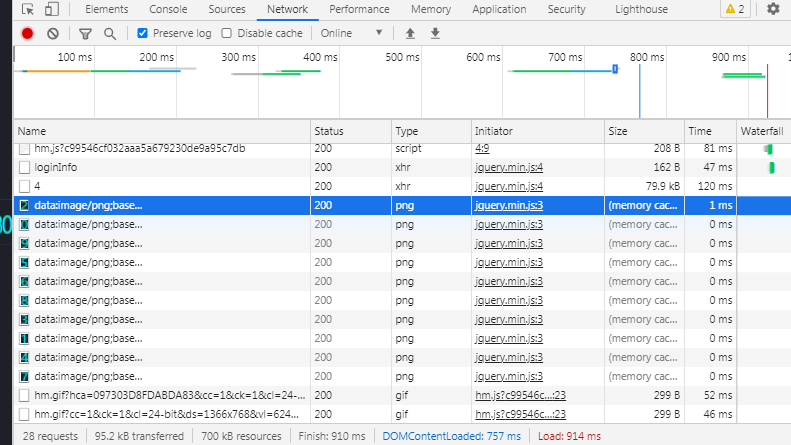 Elements Console Sources Network Performance Memory Application Security Lighthouse 2
Preserve log Disable cache Online
100 ms 200 ms 300 ms 400 ms 500 ms 600 ms 700 ms 800 ms 900 ms
Name Status Type Initiator Size Time Waterfall
hm.js?c99546cf032aaa5a679230de9a95c7db 200 script 4:9 208 B 81 ms
loginInfo 200 xhr jquery.min.js:4 162 B 47 ms
4 200 xhr jquery.min.js:4 79.9 kB 120 ms
data:image/png;base... 200 png jquery.min.js:3 (memory cac... 1 ms
data:image/png;base... 200 png jquery.min.js:3 (memory cac... 0 ms
data:image/png;base... 200 png jquery.min.js:3 (memory cac... 0 ms
data:image/png;base... 200 png jquery.min.js:3 (memory cac... 0 ms
data:image/png;base... 200 png jquery.min.js:3 (memory cac... 0 ms
data:image/png;base... 200 png jquery.min.js:3 (memory cac... 0 ms
data:image/png;base... 200 png jquery.min.js:3 (memory cac... 0 ms
data:image/png;base... 200 png jquery.min.js:3 (memory cac... 0 ms
data:image/png;base... 200 png jquery.min.js:3 (memory cac... 0 ms
data:image/png;base... 200 png jquery.min.js:3 (memory cac... 0 ms
hm.gif?hca=097303D8FDABDA83&cc=1&ck=1&cl=24-... 200 gif hm.js?c99546c...:23 299 B 52 ms
hm.gif?cc=1&ck=1&cl=24-bit&ds=1366x768&vl=624... 200 gif hm.js?c99546c...:23 299 B 46 ms
28 requests 95.2 kB transferred 700 kB resources Finish: 910 ms DOMContentLoaded: 757 ms Load: 914 ms